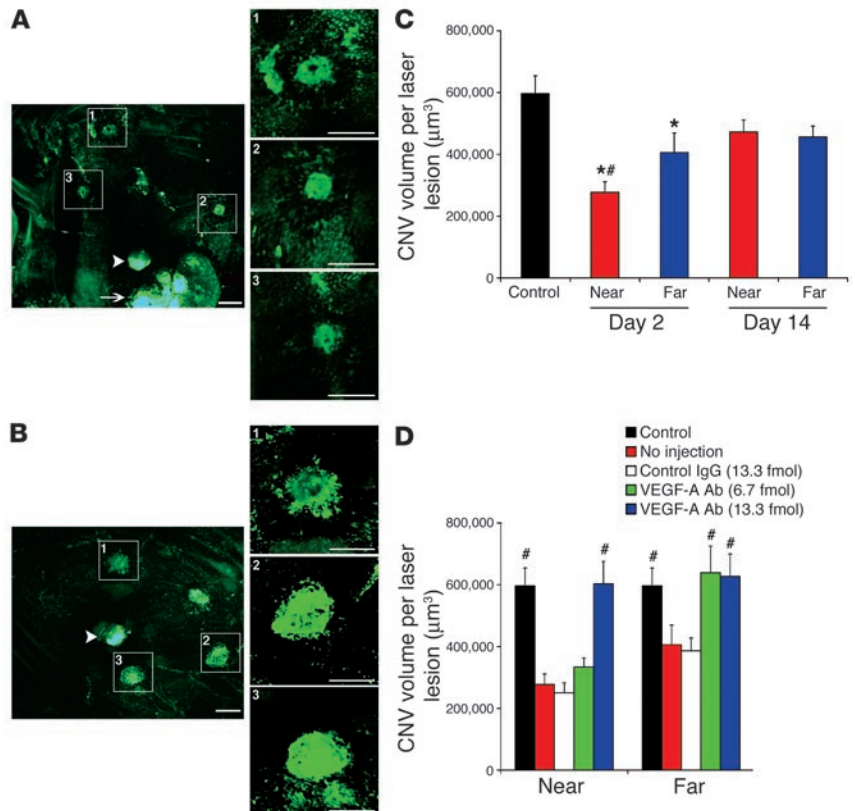 A
1
2
3
1
2
3
B
1
2
3
1
2
3
C
CNV volume per laser
lesion (µm³)
800,000
600,000
400,000
200,000
0
*#
*
Control
Near
Far
Near
Far
Day 2
Day 14
D
Control
No injection
Control IgG (13.3 fmol)
VEGF-A Ab (6.7 fmol)
VEGF-A Ab (13.3 fmol)
CNV volume per laser
lesion (µm³)
800,000
600,000
400,000
200,000
0
#
#
#
#
#
Near
Far